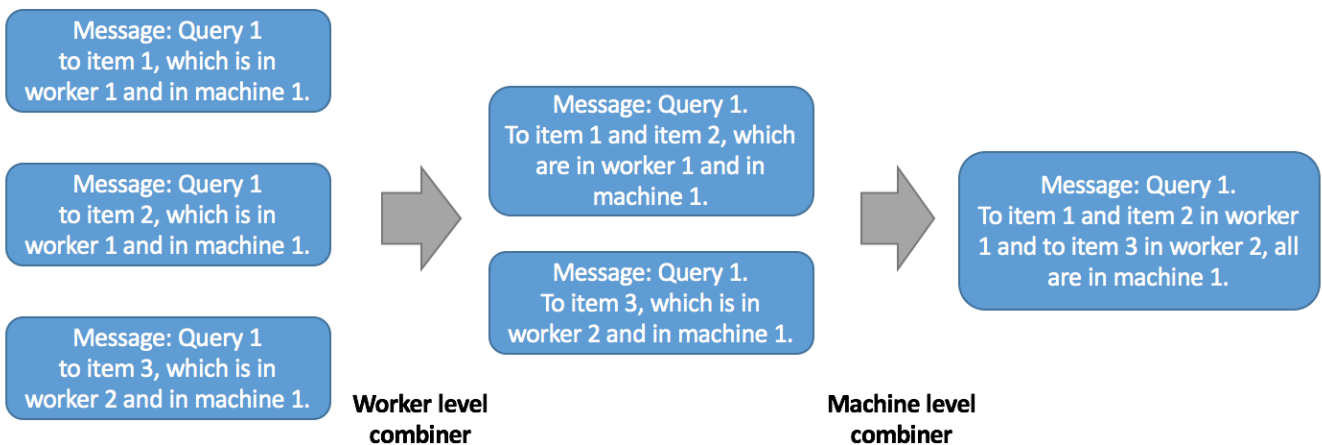 Message: Query 1
to item 1, which is in
worker 1 and in machine 1.
Message: Query 1
to item 2, which is in
worker 1 and in machine 1.
Message: Query 1
to item 3, which is in
worker 2 and in machine 1.
Worker level
combiner
Message: Query 1.
To item 1 and item 2, which
are in worker 1 and in
machine 1.
Message: Query 1.
To item 3, which is in
worker 2 and in machine 1.
Machine level
combiner
Message: Query 1.
To item 1 and item 2 in worker
1 and to item 3 in worker 2, all
are in machine 1.